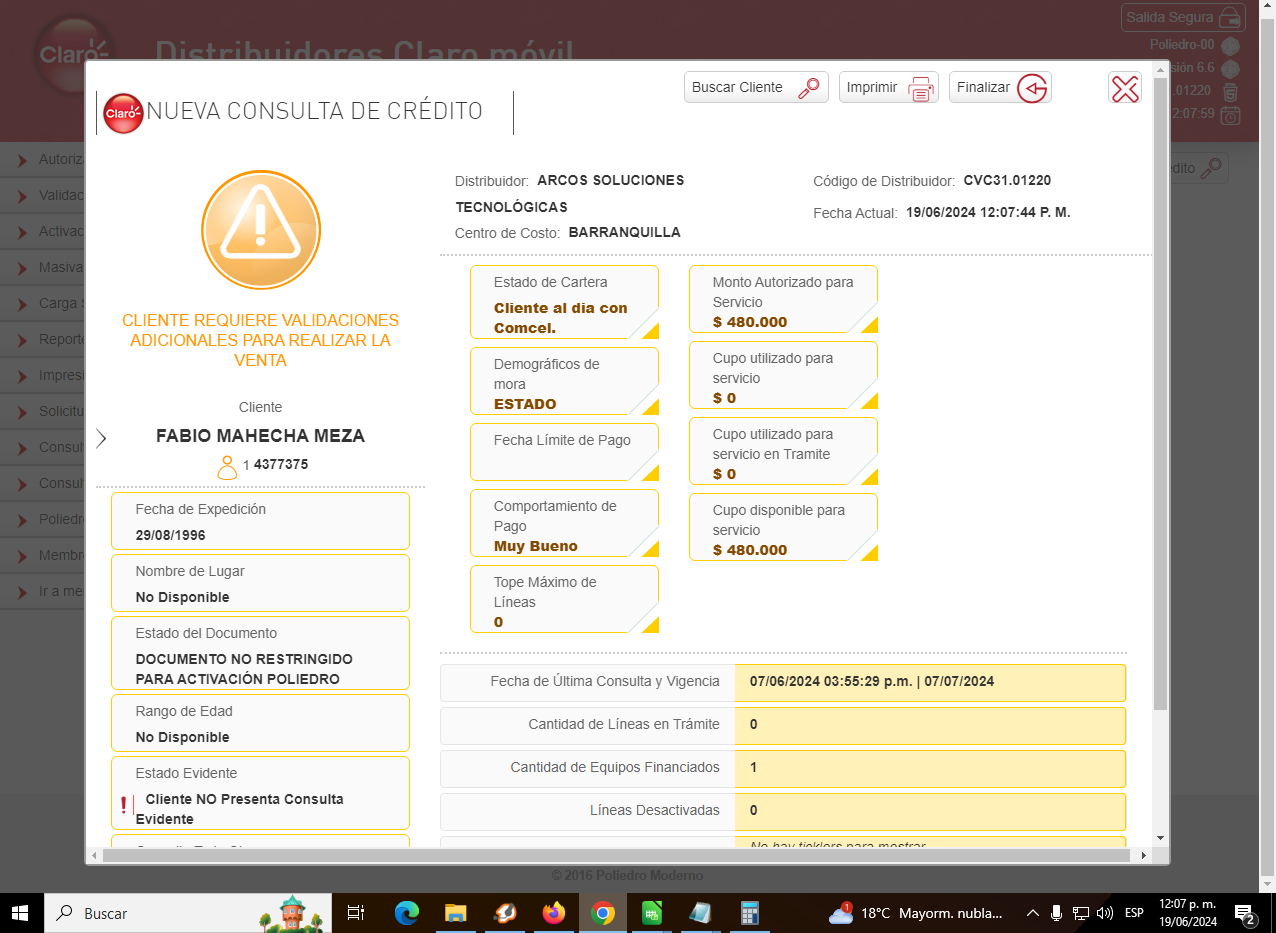 Salida Segura
Claro
Distribuidores Claro móvil
Poliedro-00
sión 6.6
.01220
2:07:59
Buscar Cliente
Imprimir
Finalizar
Claro
NUEVA CONSULTA DE CRÉDITO
Autoriz
Validac
Activac
Masiva
Carga
Reporte
Impresi
Solicitu
Consul
Consul
Poliedr
Membr
Ir a me
dito
CLIENTE REQUIERE VALIDACIONES
ADICIONALES PARA REALIZAR LA
VENTA
Cliente
FABIO MAHECHA MEZA
1 4377375
Fecha de Expedición
29/08/1996
Nombre de Lugar
No Disponible
Estado del Documento
DOCUMENTO NO RESTRINGIDO
PARA ACTIVACIÓN POLIEDRO
Rango de Edad
No Disponible
Estado Evidente
Cliente NO Presenta Consulta
Evidente
Distribuidor: ARCOS SOLUCIONES
TECNOLÓGICAS
Centro de Costo: BARRANQUILLA
Código de Distribuidor: CVC31.01220
Fecha Actual: 19/06/2024 12:07:44 P. M.
Estado de Cartera
Cliente al dia con
Comcel.
Demográficos de
mora
ESTADO
Fecha Límite de Pago
Comportamiento de
Pago
Muy Bueno
Tope Máximo de
Líneas
0
Monto Autorizado para
Servicio
$ 480.000
Cupo utilizado para
servicio
$ 0
Cupo utilizado para
servicio en Tramite
$ 0
Cupo disponible para
servicio
$ 480.000
Fecha de Última Consulta y Vigencia 07/06/2024 03:55:29 p.m. | 07/07/2024
Cantidad de Líneas en Trámite 0
Cantidad de Equipos Financiados 1
Líneas Desactivadas 0
No hay ticklers para mostrar
© 2016 Poliedro Moderno
Buscar
18°C Mayorm. nubla...
ESP
12:07 p. m.
19/06/2024
2